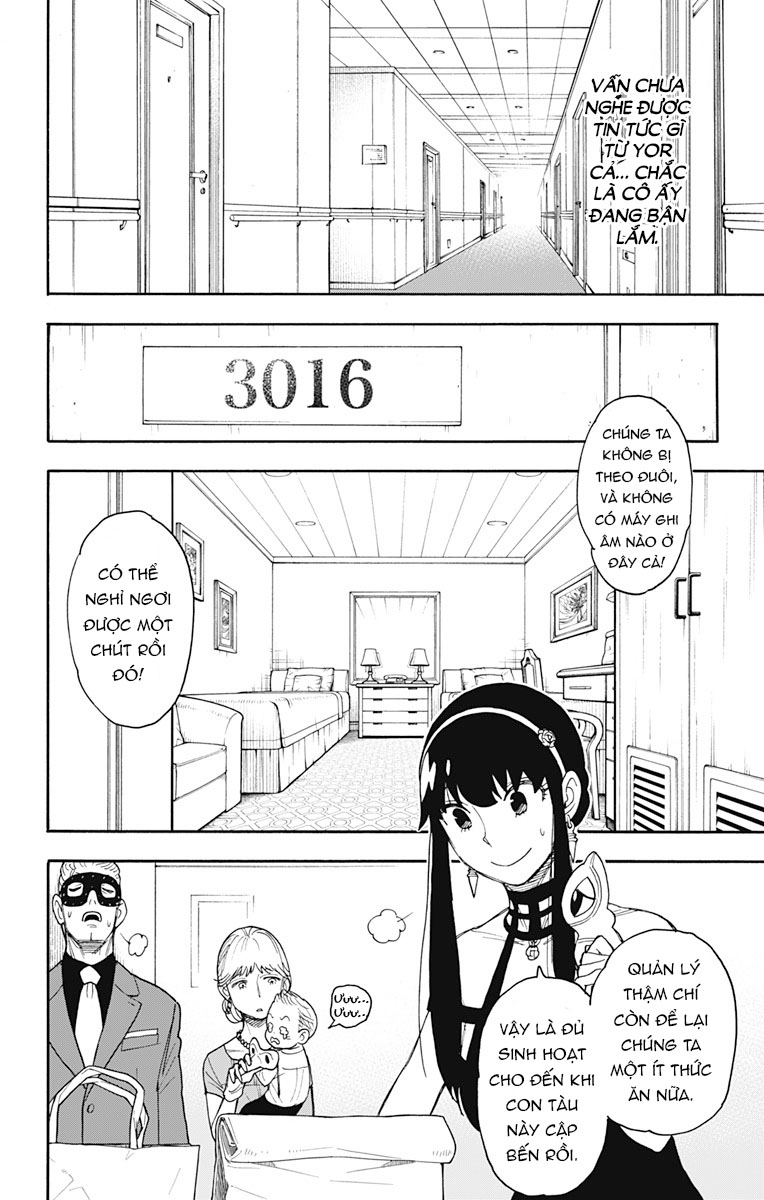 VẪN CHƯA
NGHE ĐƯỢC
TIN TỨC GÌ
TỪ YOR
CẢ... CHẮC
LÀ CÔ ẤY
ĐANG BẬN
LẮM.
3016
CHÚNG TA
KHÔNG BỊ
THEO ĐUÔI,
VÀ KHÔNG
CÓ MÁY GHI
ÂM NÀO Ở
ĐÂY CẢ!
CÓ THỂ
NGHỈ NGƠI
ĐƯỢC MỘT
CHÚT RỒI
ĐÓ!
QUẢN LÝ
THẬM CHÍ
CÒN ĐỂ LẠI
CHÚNG TA
MỘT ÍT THỨC
ĂN NỮA.
VẬY LÀ ĐỦ
SINH HOẠT
CHO ĐẾN KHI
CON TÀU
NÀY CẬP
BẾN RỒI.
ƯƯƯ...
ƯƯƯ...